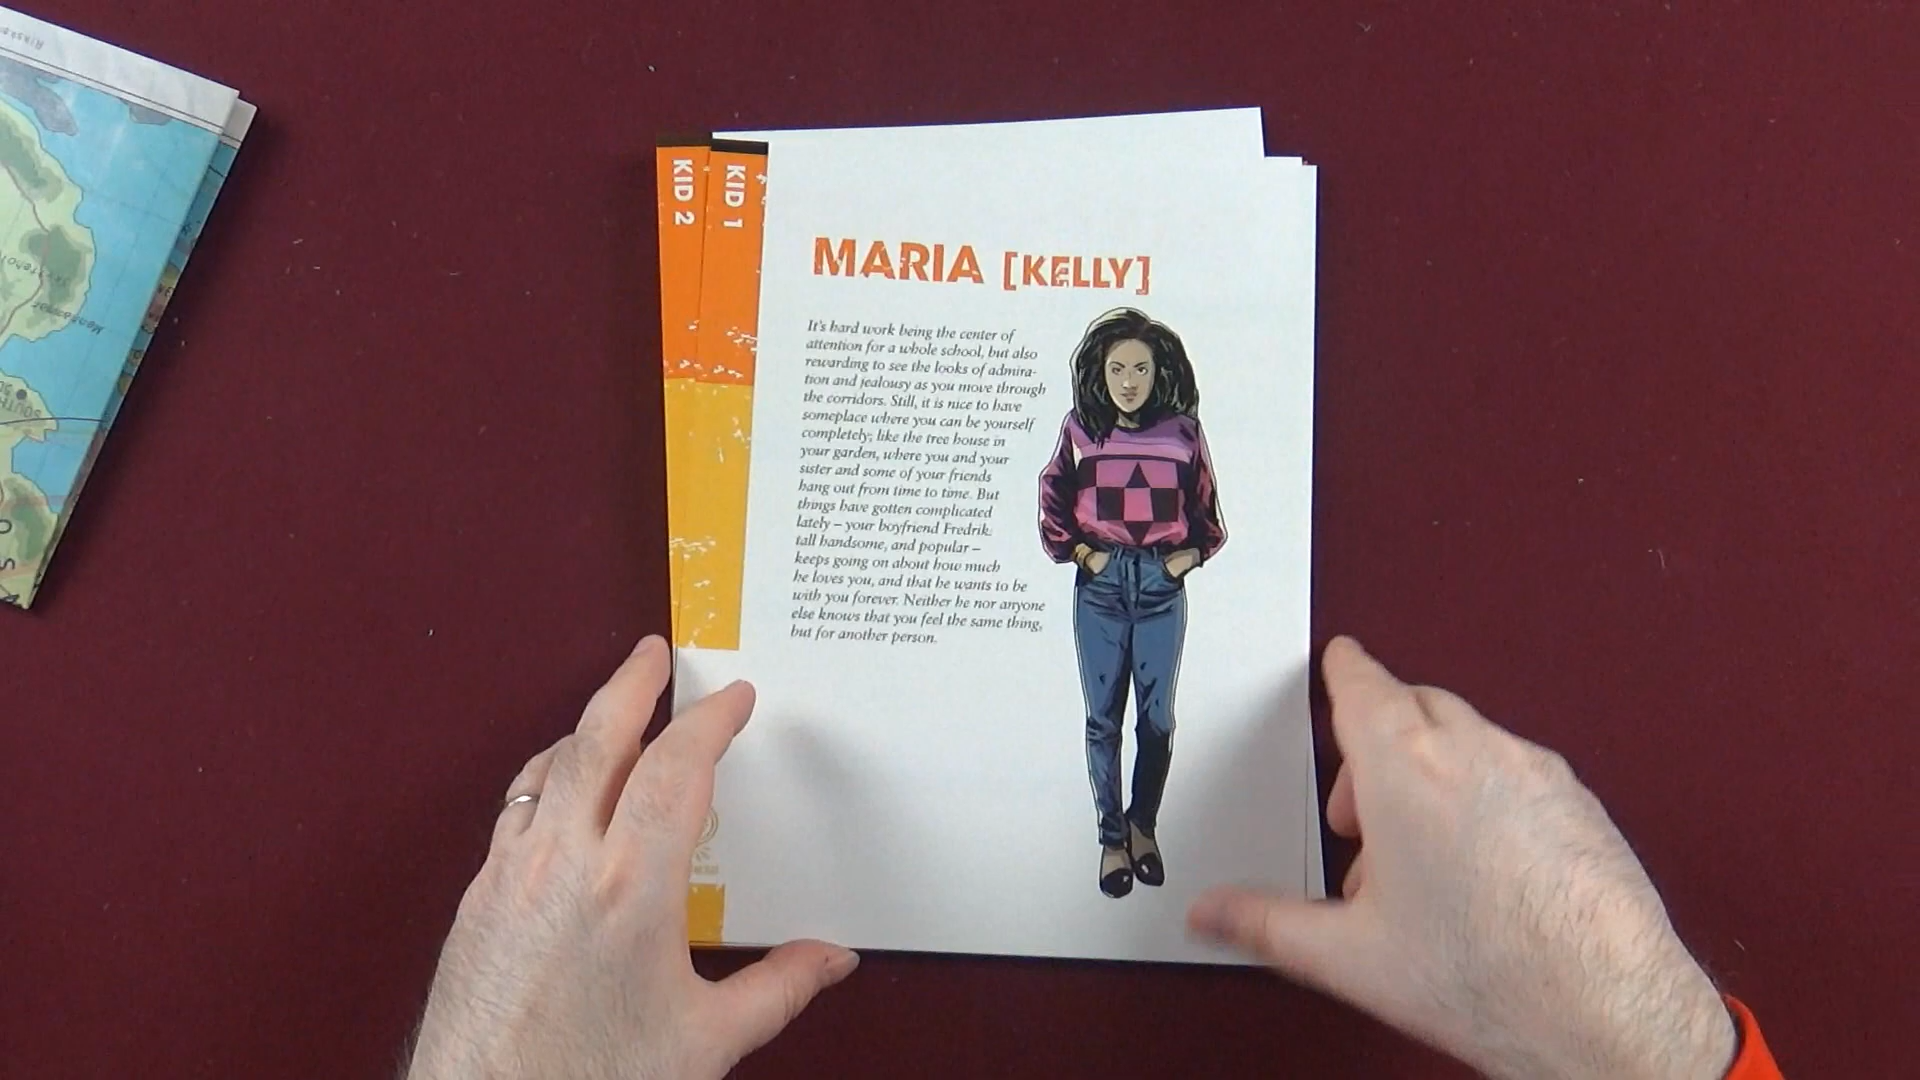 KID 2
KID 1
MARIA [KELLY]
It's hard work being the center of
attention for a whole school, but also
rewarding to see the looks of admira-
tion and jealousy as you move through
the corridors. Still, it is nice to have
someplace where you can be yourself
completely; like the tree house in
your garden, where you and your
sister and some of your friends
hang out from time to time. But
things have gotten complicated
lately – your boyfriend Fredrik:
tall handsome, and popular –
keeps going on about how much
he loves you, and that he wants to be
with you forever. Neither he nor anyone
else knows that you feel the same thing,
but for another person.